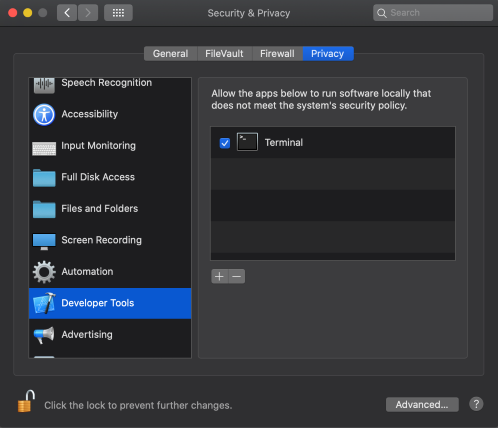 Security & Privacy
Search
General
FileVault
Firewall
Privacy
Speech Recognition
Accessibility
Input Monitoring
Full Disk Access
Files and Folders
Screen Recording
Automation
Developer Tools
Advertising
Allow the apps below to run software locally that
does not meet the system's security policy.
Terminal
Click the lock to prevent further changes.
Advanced...
?